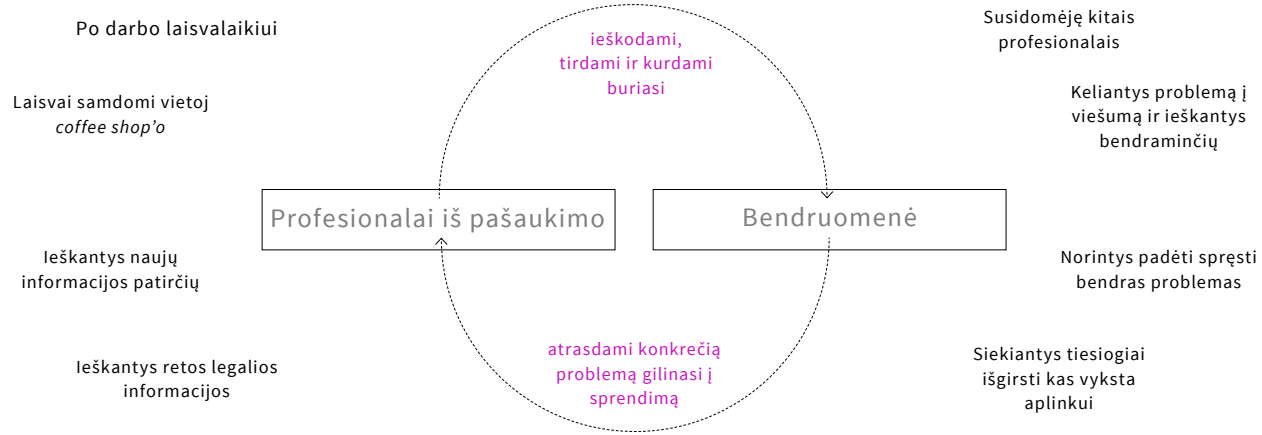 Po darbo laisvalaikiui
Laisvai samdomi vietoj
coffee shop’o
Ieškantys naujų
informacijos patirčių
Ieškantys retos legalios
informacijos
ieškodami,
tirdami ir kurdami
buriasi
Profesionalai iš pašaukimo
Bendruomenė
atrasdami konkrečią
problemą gilinasi į
sprendimą
Susidomėję kitais
profesionalais
Keliantys problemą į
viešumą ir ieškantys
bendraminčių
Norintys padėti spręsti
bendras problemas
Siekiantys tiesiogiai
išgirsti kas vyksta
aplinkui